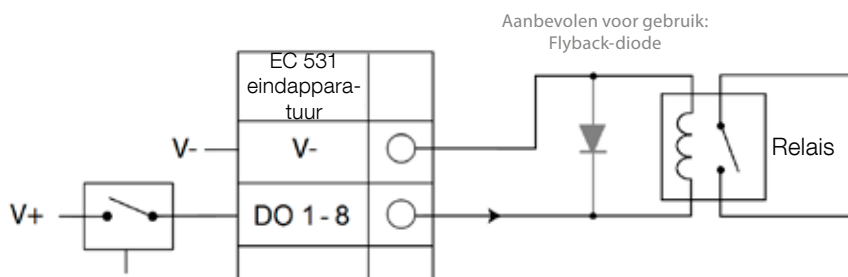 Aanbevolen voor gebruik:
Flyback-diode
EC 531
eindappara-
tuur
V-
V-
Relais
V+
DO 1 - 8